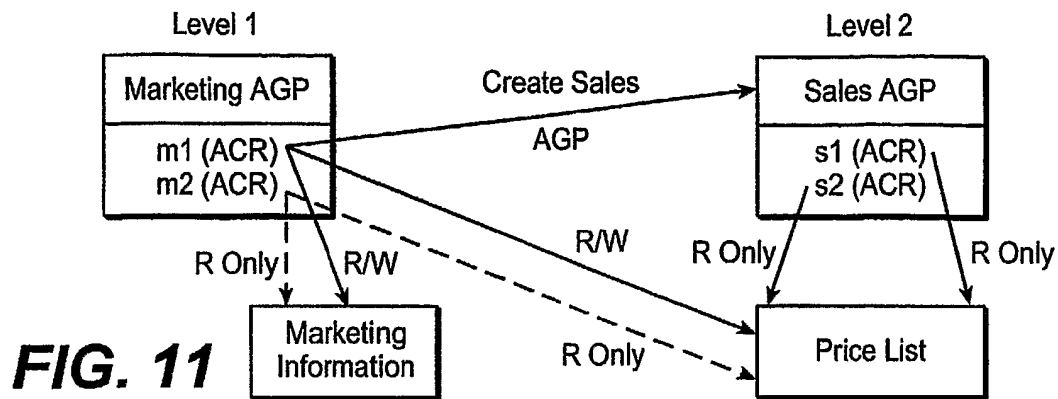 Level 1
Level 2
Marketing AGP
Create Sales
AGP
Sales AGP
m1 (ACR)
m2 (ACR)
s1 (ACR)
s2 (ACR)
R Only
R/W
R/W
R Only
R Only
Marketing
Information
R Only
Price List
FIG. 11